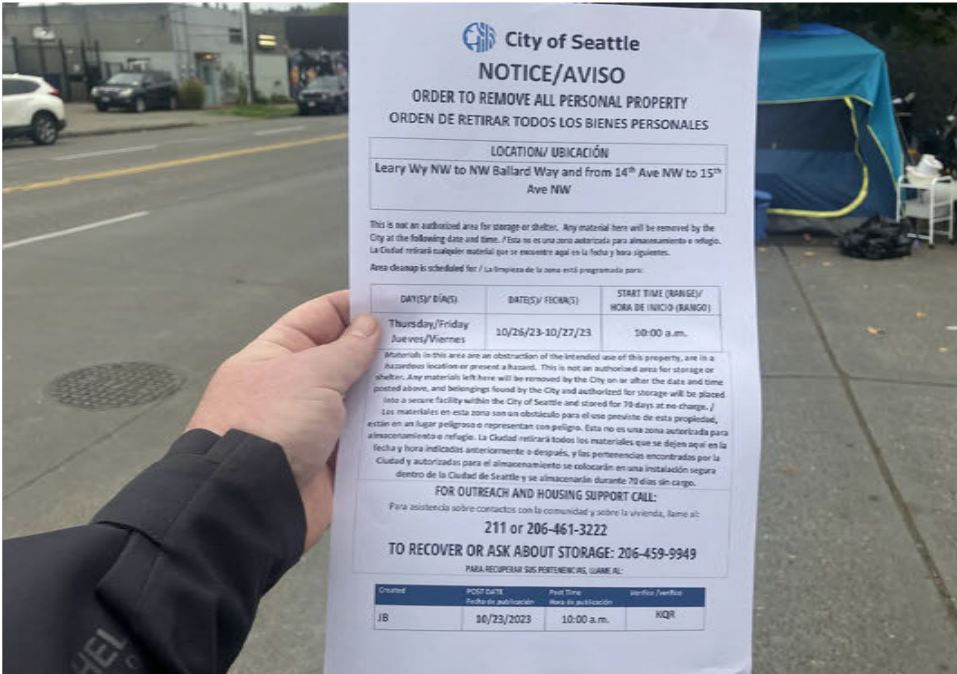 City of Seattle
NOTICE/AVISO
ORDER TO REMOVE ALL PERSONAL PROPERTY
ORDEN DE RETIRAR TODOS LOS BIENES PERSONALES
LOCATION/ UBICACIÓN
Leary Wy NW to NW Ballard Way and from 14th Ave NW to 15th
Ave NW
This is not an authorized area for storage or shelter. Any material here will be removed by the
City at the following date and time. / Esta no es una zona autorizada para almacenamiento o refugio.
La Ciudad retirará cualquier material que se encuentre aquí en la fecha y hora siguientes.
Area cleanup is scheduled for / La limpieza de la zona está programada para:
DAY(S)/ DÍA(S) DATE(S)/ FECHA(S) START TIME (RANGE)/
HORA DE INICIO (RANGO)
Thursday/Friday
Jueves/Viernes 10/26/23-10/27/23 10:00 a.m.
Materials in this area are an obstruction of the intended use of this property, are in a
hazardous location or present a hazard. This is not an authorized area for storage or
shelter. Any materials left here will be removed by the City on or after the date and time
posted above, and belongings found by the City and authorized for storage will be placed
into a secure facility within the City of Seattle and stored for 70 days at no charge. /
Los materiales en esta zona son un obstáculo para el uso previsto de esta propiedad,
están en un lugar peligroso o representan con peligro. Esta no es una zona autorizada para
almacenamiento o refugio. La Ciudad retirará todos los materiales que se dejen aquí en la
fecha y hora indicadas anteriormente o después, y las pertenencias encontradas por la
Ciudad y autorizadas para el almacenamiento se colocarán en una instalación segura
dentro de la Ciudad de Seattle y se almacenarán durante 70 días sin cargo.
FOR OUTREACH AND HOUSING SUPPORT CALL:
Para asistencia sobre contactos con la comunidad y sobre la vivienda, llame al:
211 or 206-461-3222
TO RECOVER OR ASK ABOUT STORAGE: 206-459-9949
PARA RECUPERAR SUS PERTENENCIAS, LLAME AL:
Created POST DATE Post Time Verifico /verifico
Fecha de publicación Hora de publicación
JB 10/23/2023 10:00 a.m. KQR
HEL